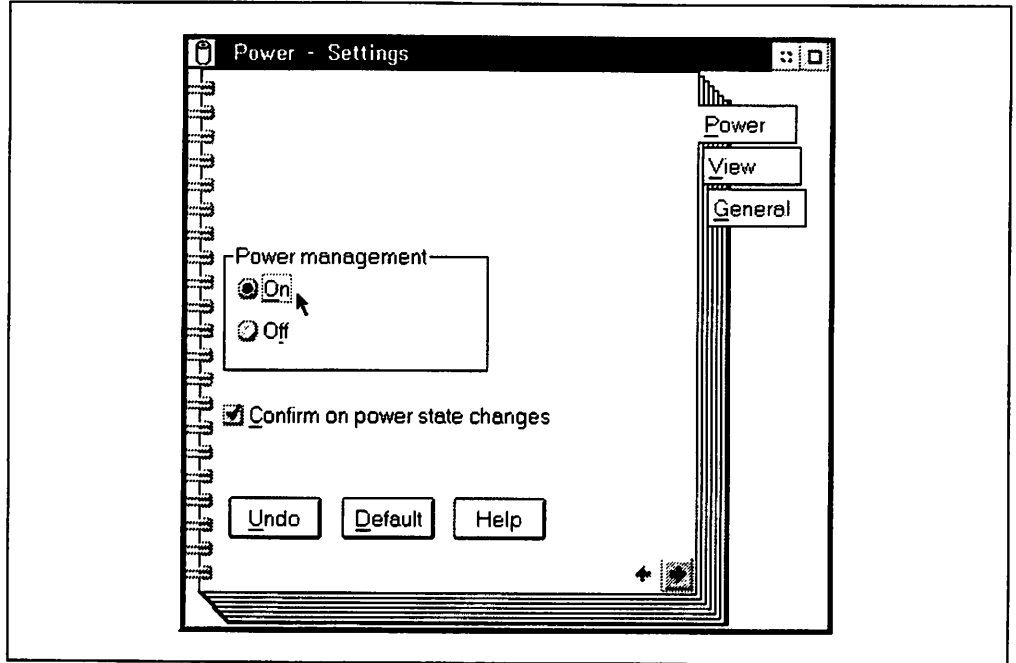 Power - Settings
Power
View
General
Power management
On
Off
Confirm on power state changes
Undo
Default
Help